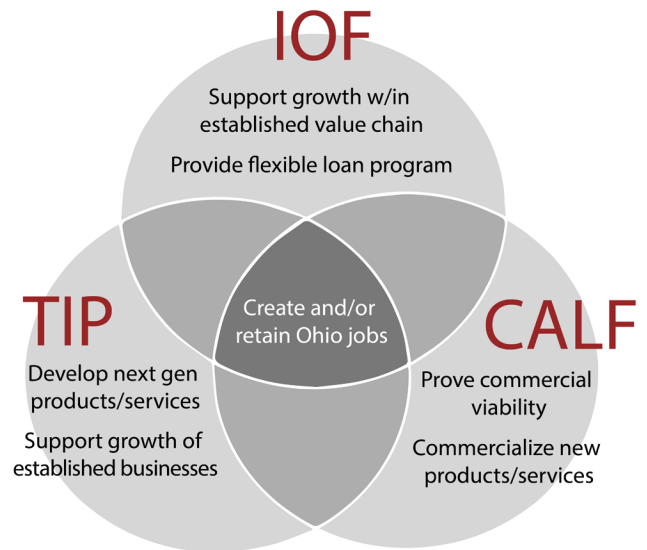 IOF
Support growth w/in
established value chain
Provide flexible loan program
Create and/or
retain Ohio jobs
TIP
Develop next gen
products/services
Support growth of
established businesses
CALF
Prove commercial
viability
Commercialize new
products/services